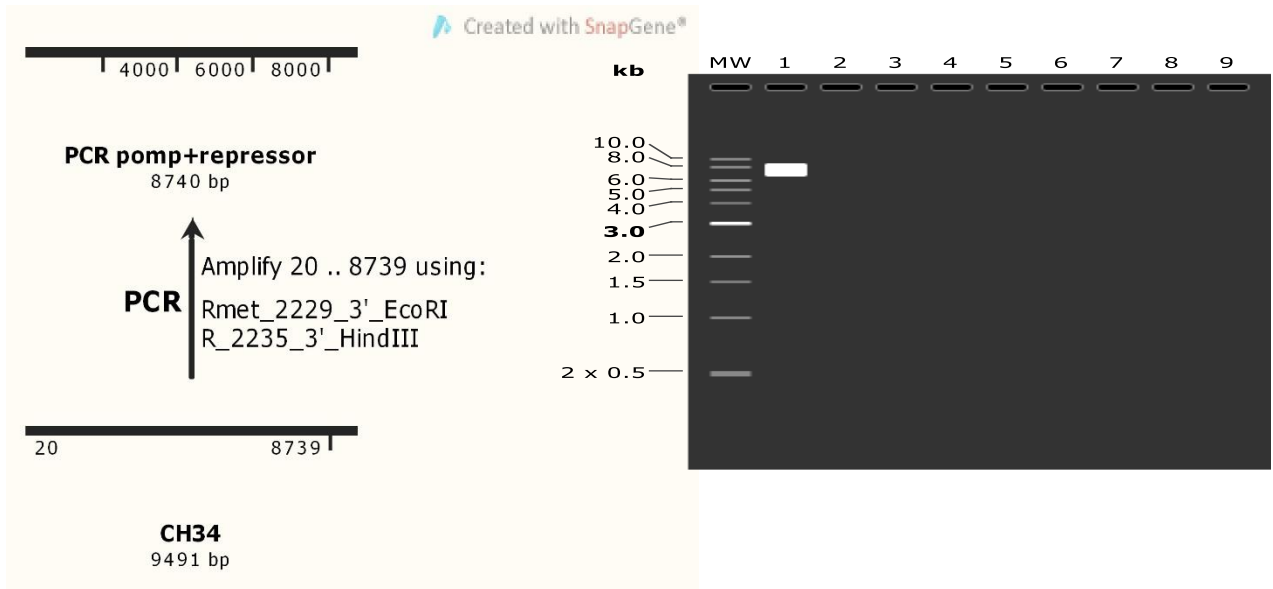 Created with SnapGene®
4000 6000 8000
PCR pomp+repressor
8740 bp
Amplify 20 .. 8739 using:
PCR
Rmet_2229_3'_EcoRI
R_2235_3'_HindIII
20 8739
CH34
9491 bp
kb
MW 1 2 3 4 5 6 7 8 9
10.0
8.0
6.0
5.0
4.0
3.0
2.0
1.5
1.0
2 x 0.5